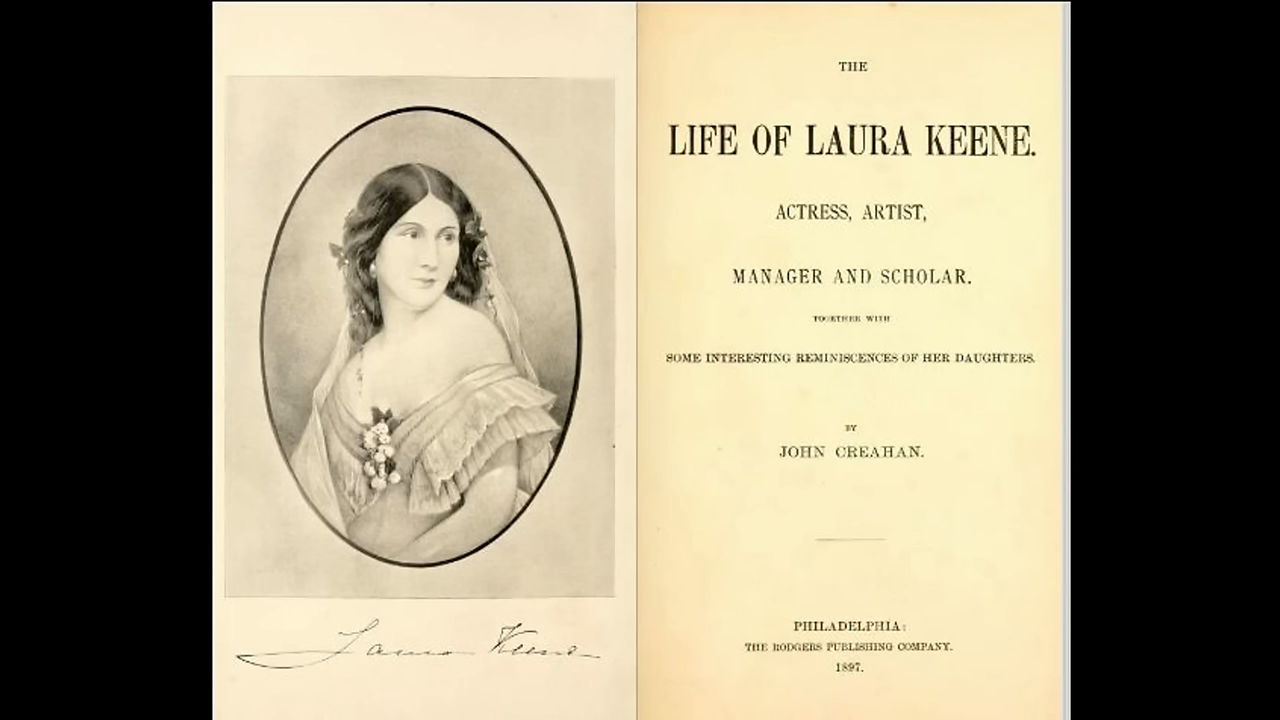 Laura Keene
THE
LIFE OF LAURA KEENE.
ACTRESS, ARTIST,
MANAGER AND SCHOLAR.
TOGETHER WITH
SOME INTERESTING REMINISCENCES OF HER DAUGHTERS.
BY
JOHN CREAHAN.
PHILADELPHIA:
THE RODGERS PUBLISHING COMPANY.
1897.